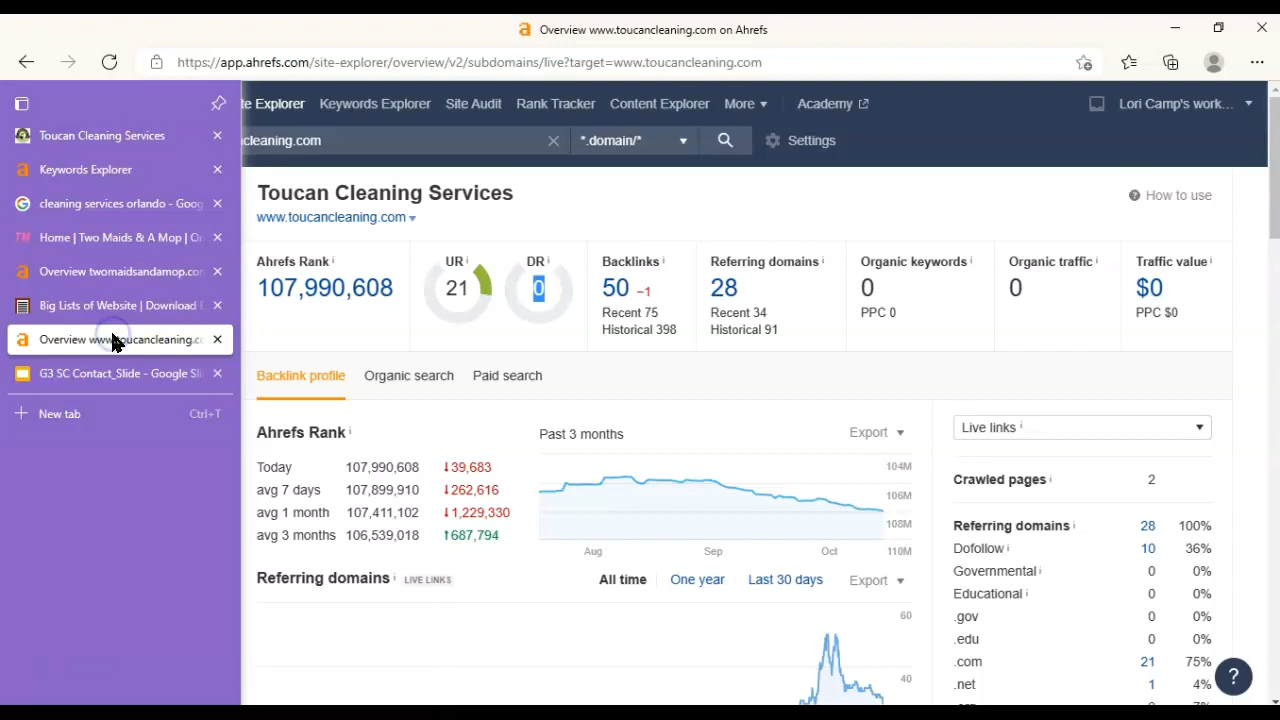 Overview www.toucancleaning.com on Ahrefs
https://app.ahrefs.com/site-explorer/overview/v2/subdomains/live?target=www.toucancleaning.com
te Explorer Keywords Explorer Site Audit Rank Tracker Content Explorer More Academy Lori Camp's work...
cleaning.com *.domain/* Settings
Toucan Cleaning Services
Keywords Explorer
cleaning services orlando - Goog
Home | Two Maids & A Mop | O
Overview twomaidsandamop.con
Big Lists of Website | Download F
Overview www.toucancleaning.co
G3 SC Contact_Slide - Google Sli
New tab Ctrl+T
Toucan Cleaning Services
How to use
www.toucancleaning.com
Ahrefs Rank UR DR Backlinks Referring domains Organic keywords Organic traffic Traffic value
107,990,608 21 0 50 -1 28 0 0 $0
Recent 75 Recent 34 PPC 0 PPC $0
Historical 398 Historical 91
Backlink profile Organic search Paid search
Ahrefs Rank Past 3 months Export
Today 107,990,608 ↓39,683
avg 7 days 107,899,910 ↓262,616
avg 1 month 107,411,102 ↓1,229,330
avg 3 months 106,539,018 ↑687,794
104M
106M
108M
110M
Aug Sep Oct
Referring domains LIVE LINKS All time One year Last 30 days Export
60
40
Live links
Crawled pages 2
Referring domains 28 100%
Dofollow 10 36%
Governmental 0 0%
Educational 0 0%
.gov 0 0%
.edu 0 0%
.com 21 75%
.net 1 4%
?